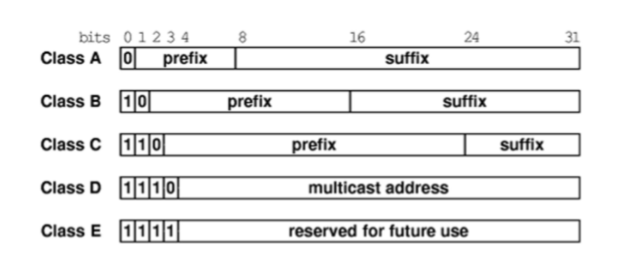 bits 0 1 2 3 4 8 16 24 31
Class A 0 prefix suffix
Class B 1 0 prefix suffix
Class C 1 1 0 prefix suffix
Class D 1 1 1 0 multicast address
Class E 1 1 1 1 reserved for future use